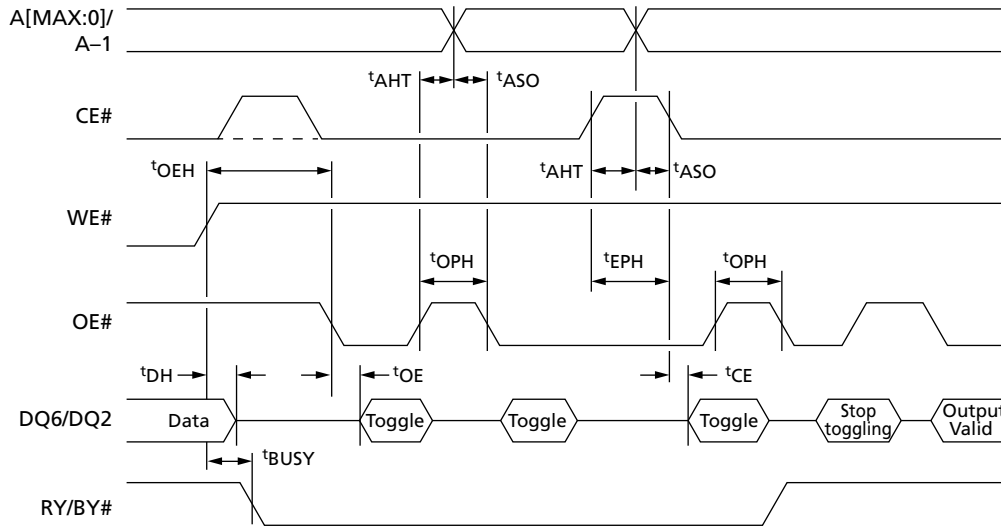 A[MAX:0]/
A–1
tAHT
tASO
CE#
tOEH
tAHT
tASO
WE#
tOPH
tEPH
tOPH
OE#
tDH
tOE
tCE
DQ6/DQ2
Data
Toggle
Toggle
Toggle
Stop
toggling
Output
Valid
tBUSY
RY/BY#